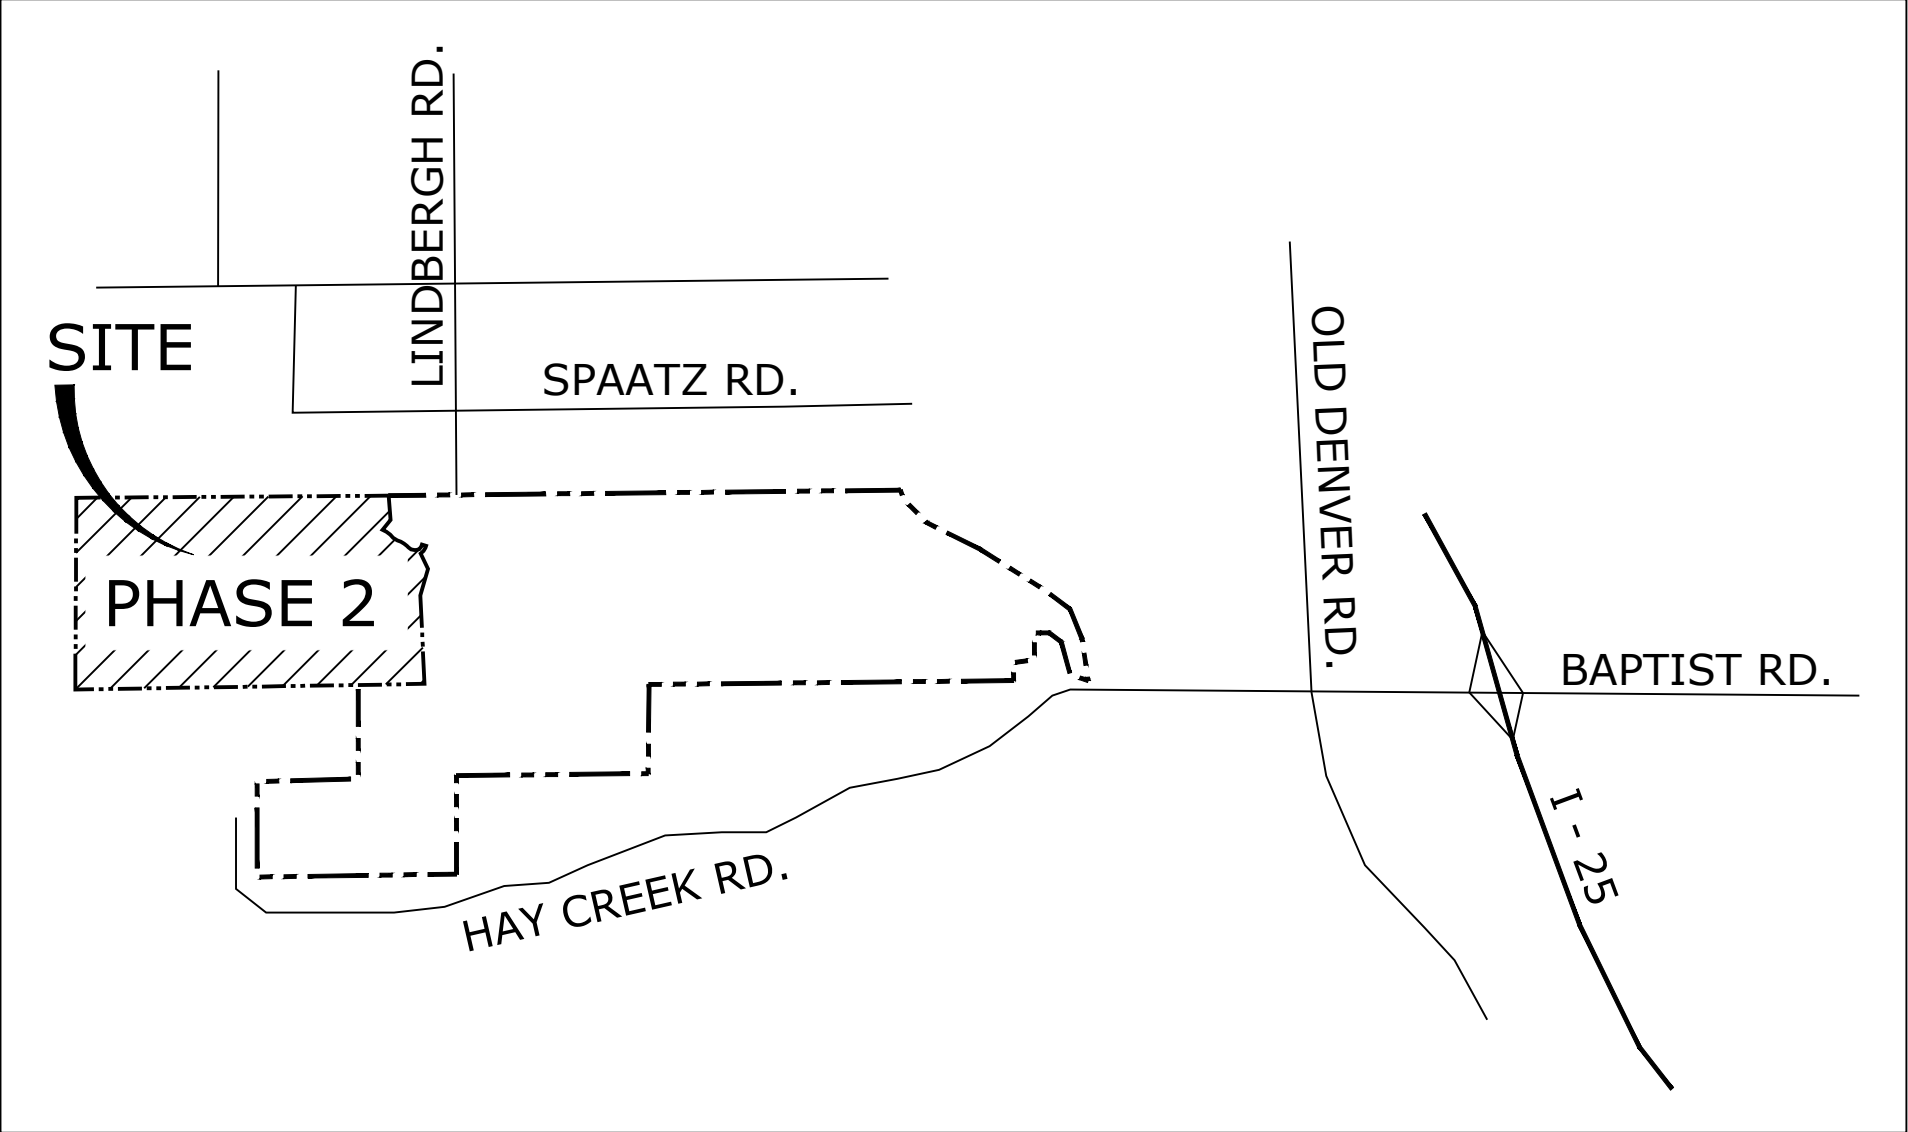 LINDBERGH RD.
SITE
SPAATZ RD.
OLD DENVER RD.
PHASE 2
BAPTIST RD.
I - 25
HAY CREEK RD.